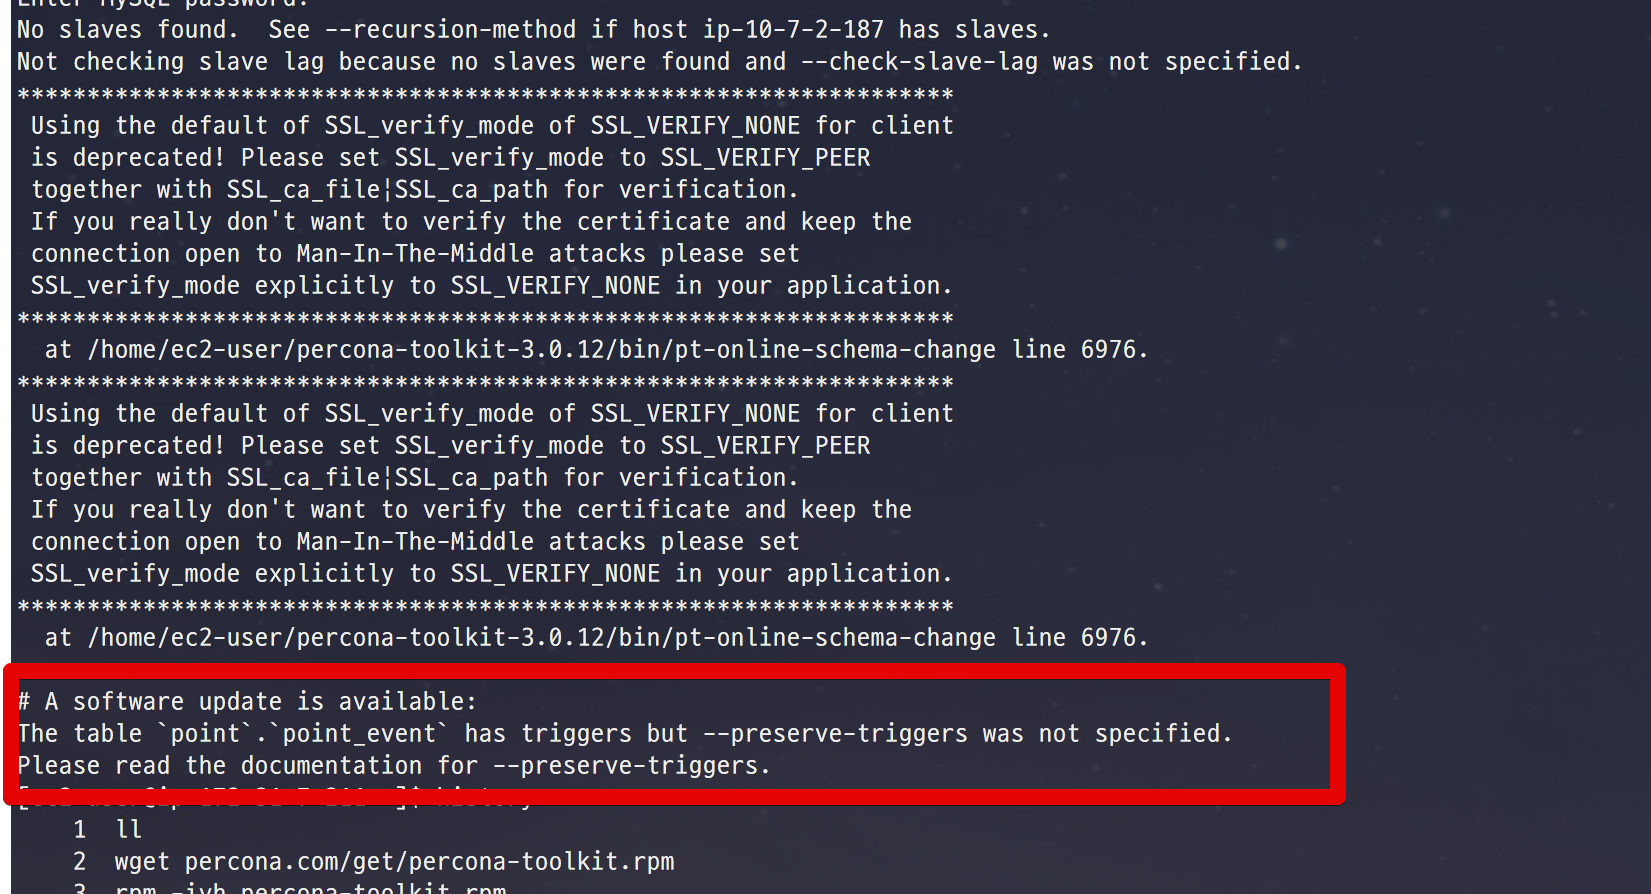 Enter MySQL password:
No slaves found.  See --recursion-method if host ip-10-7-2-187 has slaves.
Not checking slave lag because no slaves were found and --check-slave-lag was not specified.
*******************************************************************
 Using the default of SSL_verify_mode of SSL_VERIFY_NONE for client
 is deprecated! Please set SSL_verify_mode to SSL_VERIFY_PEER
 together with SSL_ca_file¦SSL_ca_path for verification.
 If you really don't want to verify the certificate and keep the
 connection open to Man-In-The-Middle attacks please set
 SSL_verify_mode explicitly to SSL_VERIFY_NONE in your application.
*******************************************************************
  at /home/ec2-user/percona-toolkit-3.0.12/bin/pt-online-schema-change line 6976.
*******************************************************************
 Using the default of SSL_verify_mode of SSL_VERIFY_NONE for client
 is deprecated! Please set SSL_verify_mode to SSL_VERIFY_PEER
 together with SSL_ca_file¦SSL_ca_path for verification.
 If you really don't want to verify the certificate and keep the
 connection open to Man-In-The-Middle attacks please set
 SSL_verify_mode explicitly to SSL_VERIFY_NONE in your application.
*******************************************************************
  at /home/ec2-user/percona-toolkit-3.0.12/bin/pt-online-schema-change line 6976.
# A software update is available:
The table `point`.`point_event` has triggers but --preserve-triggers was not specified.
Please read the documentation for --preserve-triggers.
    1  ll
    2  wget percona.com/get/percona-toolkit.rpm
    3  rpm -ivh percona-toolkit.rpm